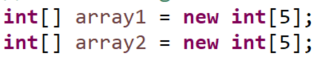 int[] array1 = new int[5];
int[] array2 = new int[5];